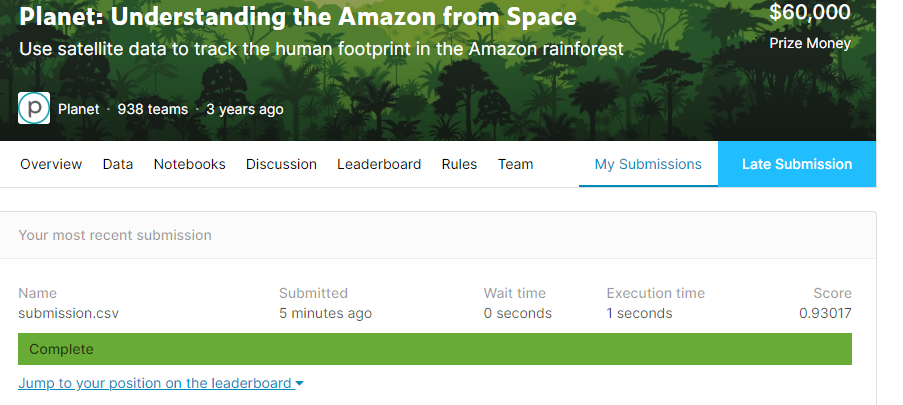 Planet: Understanding the Amazon from Space
$60,000
Use satellite data to track the human footprint in the Amazon rainforest
Prize Money
p Planet · 938 teams · 3 years ago
Overview Data Notebooks Discussion Leaderboard Rules Team My Submissions Late Submission
Your most recent submission
Name Submitted Wait time Execution time Score
submission.csv 5 minutes ago 0 seconds 1 seconds 0.93017
Complete
Jump to your position on the leaderboard